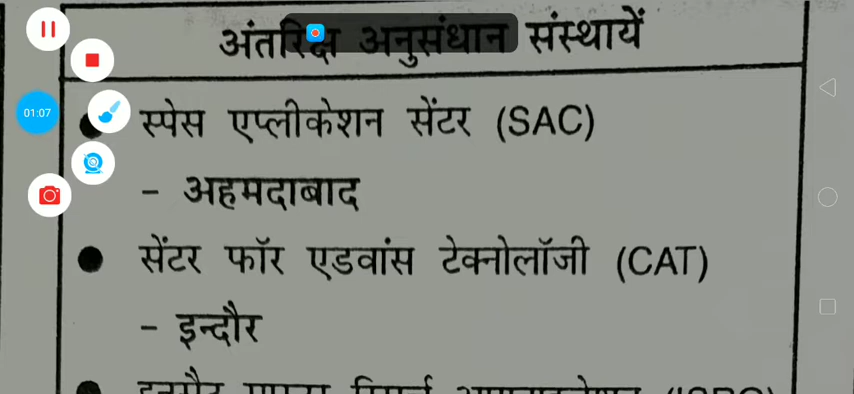 अंतरिक्ष अनुसंधान संस्थायें
01:07
स्पेस एप्लीकेशन सेंटर (SAC)
- अहमदाबाद
● सेंटर फॉर एडवांस टेक्नोलॉजी (CAT)
- इन्दौर